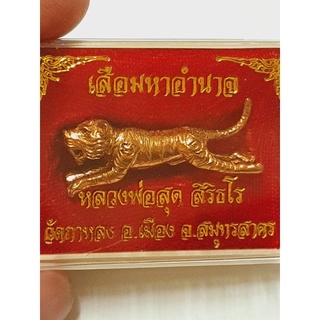 เสือมหาอำนาจ
หลวงพ่อสุด สิริธโร
วัดกาหลง อ.เมือง จ.สมุทรสาคร